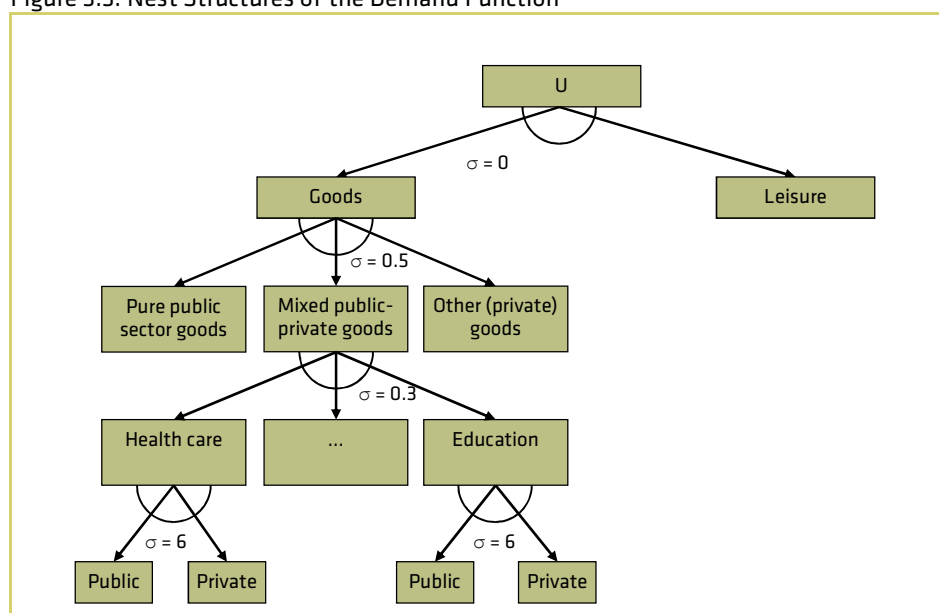 Figure 3.3: Nest Structures of the Demand Function
U
σ = 0
Goods
Leisure
σ = 0.5
Pure public
sector goods
Mixed public-
private goods
Other (private)
goods
σ = 0.3
Health care
...
Education
σ = 6
σ = 6
Public
Private
Public
Private